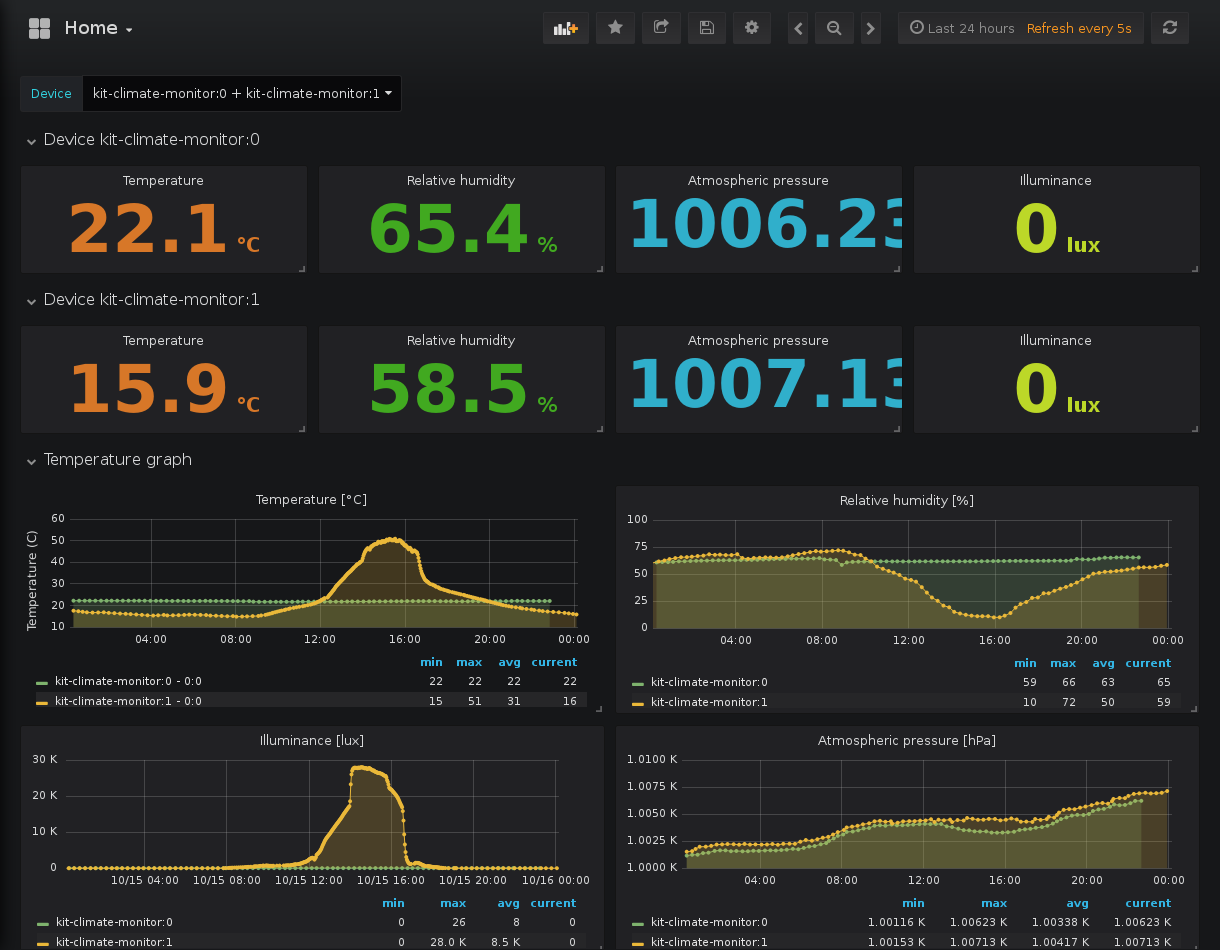 Home
Last 24 hours Refresh every 5s
Device kit-climate-monitor:0 + kit-climate-monitor:1
Device kit-climate-monitor:0
Temperature Relative humidity Atmospheric pressure Illuminance
22.1 °C 65.4 % 1006.23 0 lux
Device kit-climate-monitor:1
Temperature Relative humidity Atmospheric pressure Illuminance
15.9 °C 58.5 % 1007.13 0 lux
Temperature graph
Temperature [°C]
Temperature (C)
60
50
40
30
20
10
04:00 08:00 12:00 16:00 20:00 00:00
min max avg current
kit-climate-monitor:0 - 0:0 22 22 22 22
kit-climate-monitor:1 - 0:0 15 51 31 16
Relative humidity [%]
100
75
50
25
0
04:00 08:00 12:00 16:00 20:00 00:00
min max avg current
kit-climate-monitor:0 59 66 63 65
kit-climate-monitor:1 10 72 50 59
Illuminance [lux]
30 K
20 K
10 K
0
10/15 04:00 10/15 08:00 10/15 12:00 10/15 16:00 10/15 20:00 10/16 00:00
min max avg current
kit-climate-monitor:0 0 26 8 0
kit-climate-monitor:1 0 28.0 K 8.5 K 0
Atmospheric pressure [hPa]
1.0100 K
1.0075 K
1.0050 K
1.0025 K
1.0000 K
04:00 08:00 12:00 16:00 20:00 00:00
min max avg current
kit-climate-monitor:0 1.00116 K 1.00623 K 1.00338 K 1.00623 K
kit-climate-monitor:1 1.00153 K 1.00713 K 1.00417 K 1.00713 K